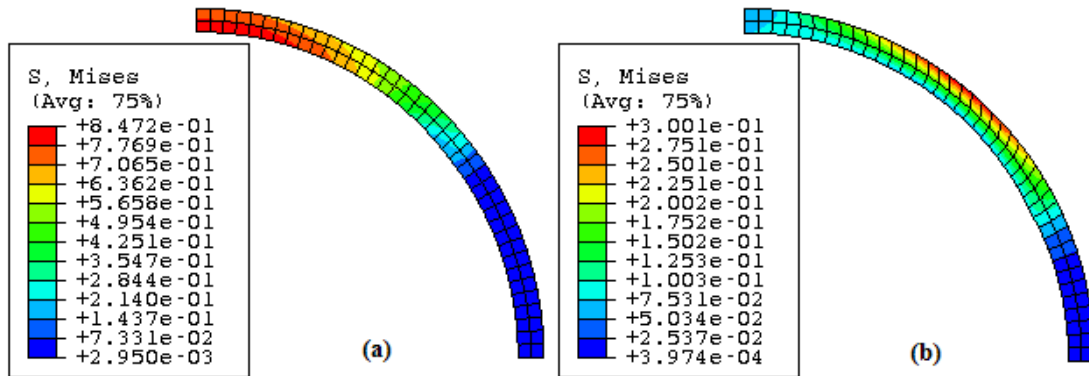 S, Mises
(Avg: 75%)
+8.472e-01
+7.769e-01
+7.065e-01
+6.362e-01
+5.658e-01
+4.954e-01
+4.251e-01
+3.547e-01
+2.844e-01
+2.140e-01
+1.437e-01
+7.331e-02
+2.950e-03
(a)
S, Mises
(Avg: 75%)
+3.001e-01
+2.751e-01
+2.501e-01
+2.251e-01
+2.002e-01
+1.752e-01
+1.502e-01
+1.253e-01
+1.003e-01
+7.531e-02
+5.034e-02
+2.537e-02
+3.974e-04
(b)